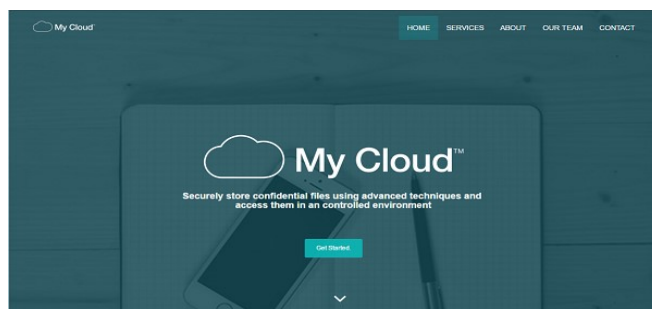 My Cloud™
HOME SERVICES ABOUT OUR TEAM CONTACT
My Cloud™
Securely store confidential files using advanced techniques and
access them in an controlled environment
Get Started